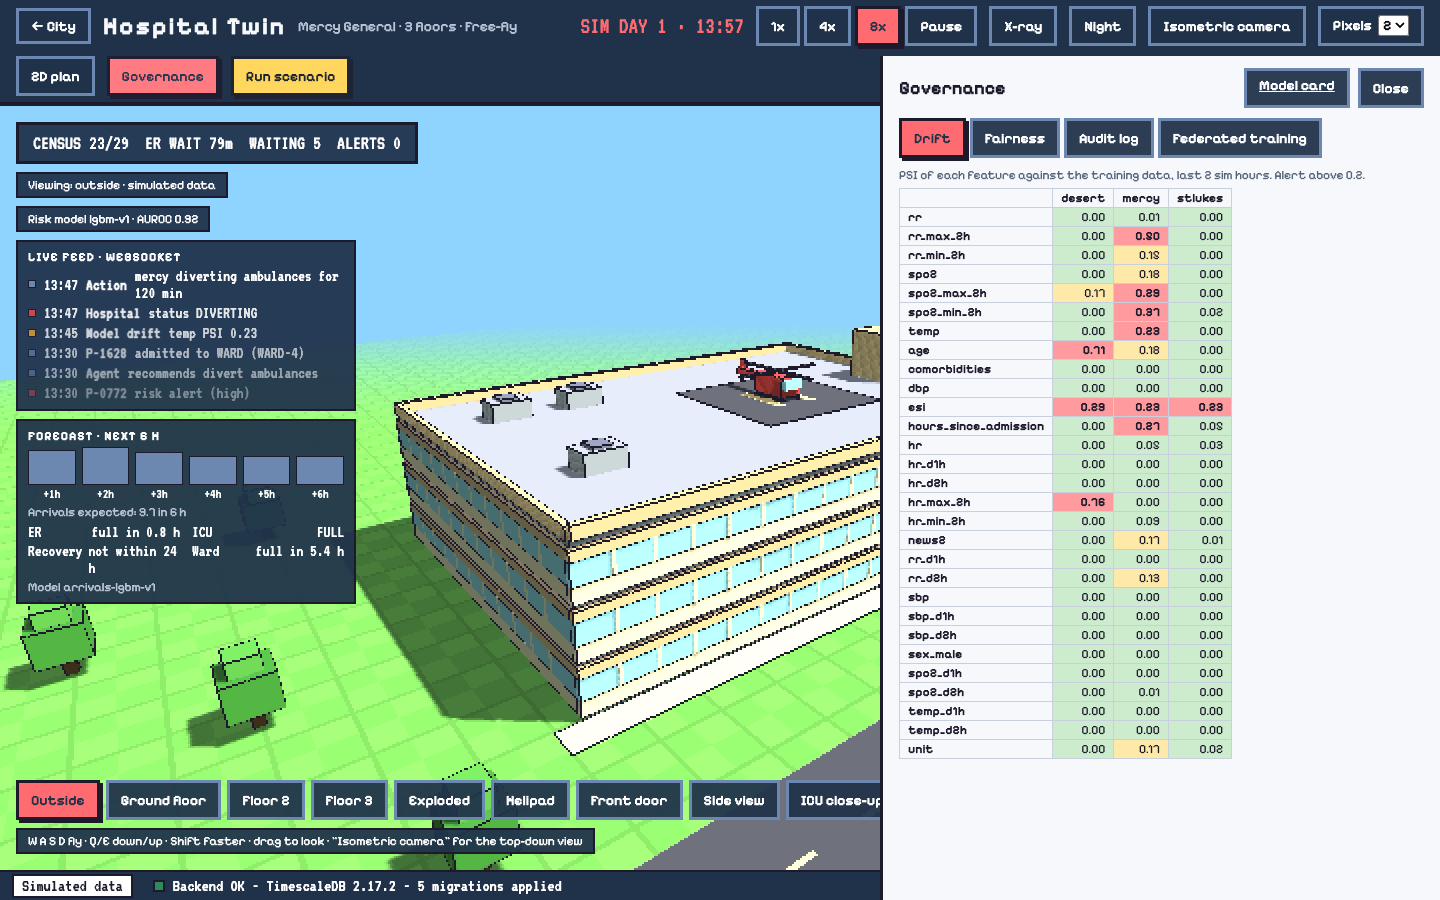 ← City
Hospital Twin
Mercy General · 3 floors · Free-fly
SIM DAY 1 · 13:57
1x
4x
8x
Pause
X-ray
Night
Isometric camera
Pixels 2
2D plan
Governance
Run scenario
CENSUS 23/29 ER WAIT 79m WAITING 5 ALERTS 0
Viewing: outside · simulated data
Risk model lgbm-v1 · AUROC 0.92
LIVE FEED · WEBSOCKET
13:47 Action mercy diverting ambulances for
120 min
13:47 Hospital status DIVERTING
13:45 Model drift temp PSI 0.23
13:30 P-1628 admitted to WARD (WARD-4)
13:30 Agent recommends divert ambulances
13:30 P-0772 risk alert (high)
FORECAST · NEXT 6 H
+1h +2h +3h +4h +5h +6h
Arrivals expected: 9.7 in 6 h
ER full in 0.8 h ICU FULL
Recovery not within 24 h Ward full in 5.4 h
Model arrivals-lgbm-v1
Outside
Ground floor
Floor 2
Floor 3
Exploded
Helipad
Front door
Side view
ICU close-up
W A S D fly · Q/E down/up · Shift faster · drag to look · "Isometric camera" for the top-down view
Simulated data
Backend OK - TimescaleDB 2.17.2 - 5 migrations applied
Governance
Model card
Close
Drift
Fairness
Audit log
Federated training
PSI of each feature against the training data, last 2 sim hours. Alert above 0.2.
desert mercy stlukes
rr 0.00 0.01 0.00
rr_max_2h 0.00 0.50 0.00
rr_min_2h 0.00 0.15 0.00
spo2 0.00 0.12 0.00
spo2_max_2h 0.17 0.29 0.00
spo2_min_2h 0.00 0.37 0.02
temp 0.00 0.23 0.00
age 0.71 0.12 0.00
comorbidities 0.00 0.00 0.00
dbp 0.00 0.00 0.00
esi 0.29 0.23 0.23
hours_since_admission 0.00 0.27 0.05
hr 0.00 0.05 0.03
hr_d1h 0.00 0.00 0.00
hr_d2h 0.00 0.00 0.00
hr_max_2h 0.76 0.00 0.00
hr_min_2h 0.00 0.09 0.00
news2 0.00 0.17 0.01
rr_d1h 0.00 0.00 0.00
rr_d2h 0.00 0.13 0.00
sbp 0.00 0.00 0.00
sbp_d1h 0.00 0.00 0.00
sbp_d2h 0.00 0.00 0.00
sex_male 0.00 0.00 0.00
spo2_d1h 0.00 0.00 0.00
spo2_d2h 0.00 0.01 0.00
temp_d1h 0.00 0.00 0.00
temp_d2h 0.00 0.00 0.00
unit 0.00 0.17 0.02